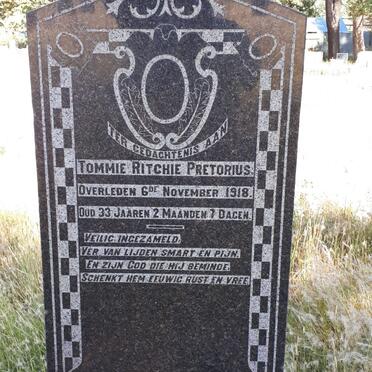 TER GEDACHTENIS AAN
TOMMIE RITCHIE PRETORIUS.
OVERLEDEN 6DE NOVEMBER 1918.
OUD 33 JAAREN 2 MAANDEN 7 DAGEN.
VEILIG. INGEZAMELD.
VER VAN LIJDEN SMART EN PIJN.
EN ZIJN GOD DIE HIJ BEMINDE.
SCHENKT HEM EEUWIG RUST EN VREE.